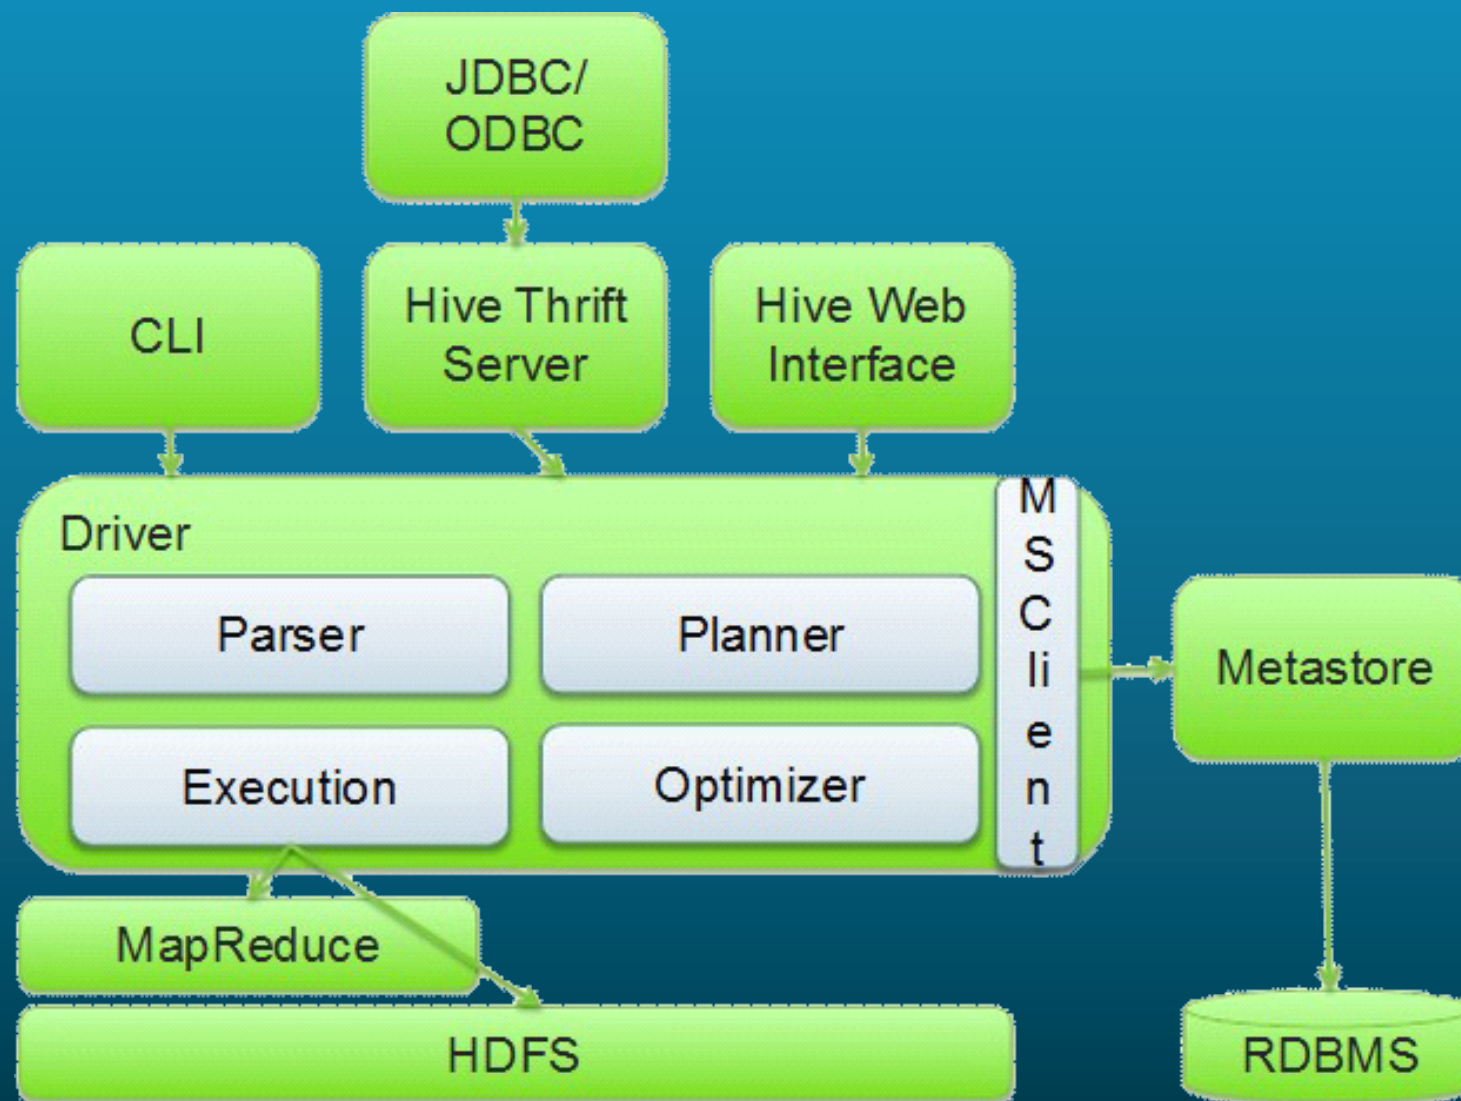 JDBC/
ODBC
CLI
Hive Thrift
Server
Hive Web
Interface
Driver
Parser
Planner
Execution
Optimizer
M
S
C
li
e
n
t
Metastore
MapReduce
HDFS
RDBMS